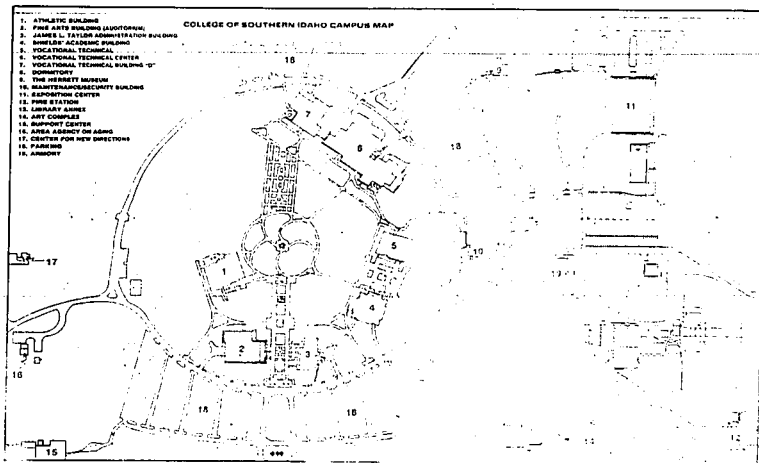 COLLEGE OF SOUTHERN IDAHO CAMPUS MAP
1. ATHLETIC BUILDING
2. FINE ARTS BUILDING (AUDITORIUM)
3. JAMES L. TAYLOR ADMINISTRATION BUILDING
4. SHIELDS' ACADEMIC BUILDING
5. VOCATIONAL TECHNICAL
6. VOCATIONAL TECHNICAL CENTER
7. VOCATIONAL TECHNICAL BUILDING "D"
8. DORMITORY
9. THE HERRETT MUSEUM
10. MAINTENANCE/SECURITY BUILDING
11. EXPOSITION CENTER
12. FIRE STATION
13. LIBRARY ANNEX
14. ART COMPLEX
15. SUPPORT CENTER
16. AREA AGENCY ON AGING
17. CENTER FOR NEW DIRECTIONS
18. PARKING
19. ARMORY
18
9
7
11
6
18
5
10
17
1
19
4
2
3
16
18
18
15